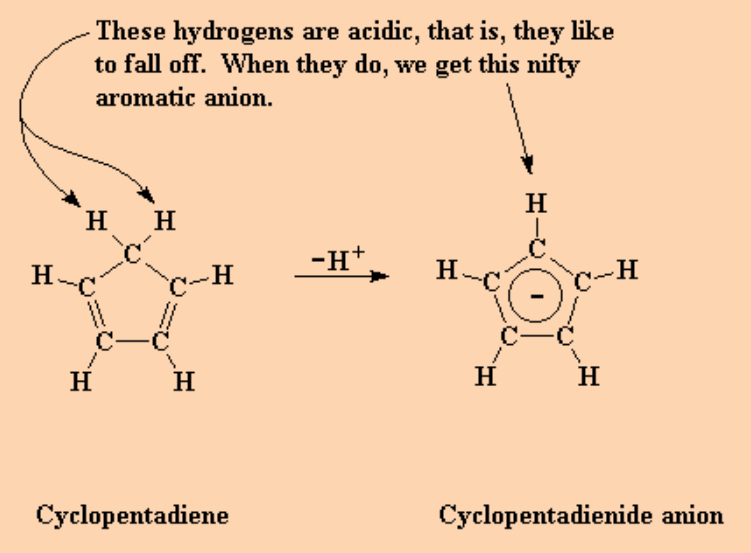 These hydrogens are acidic, that is, they like
to fall off.  When they do, we get this nifty
aromatic anion.
H H
C
H C C H
C C
H H
−H+
H
C
H C C H
−
C C
H H
Cyclopentadiene
Cyclopentadienide anion